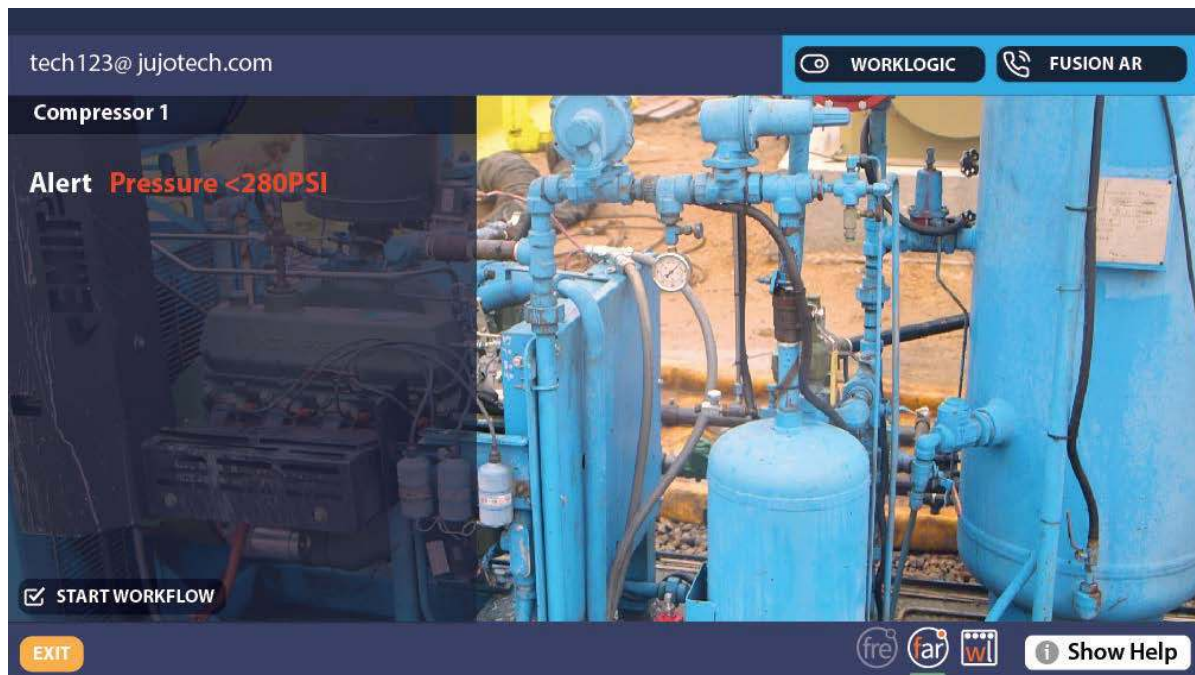 tech123@ jujotech.com
WORKLOGIC
FUSION AR
Compressor 1
Alert Pressure <280PSI
START WORKFLOW
EXIT
fre
far
wl
i Show Help